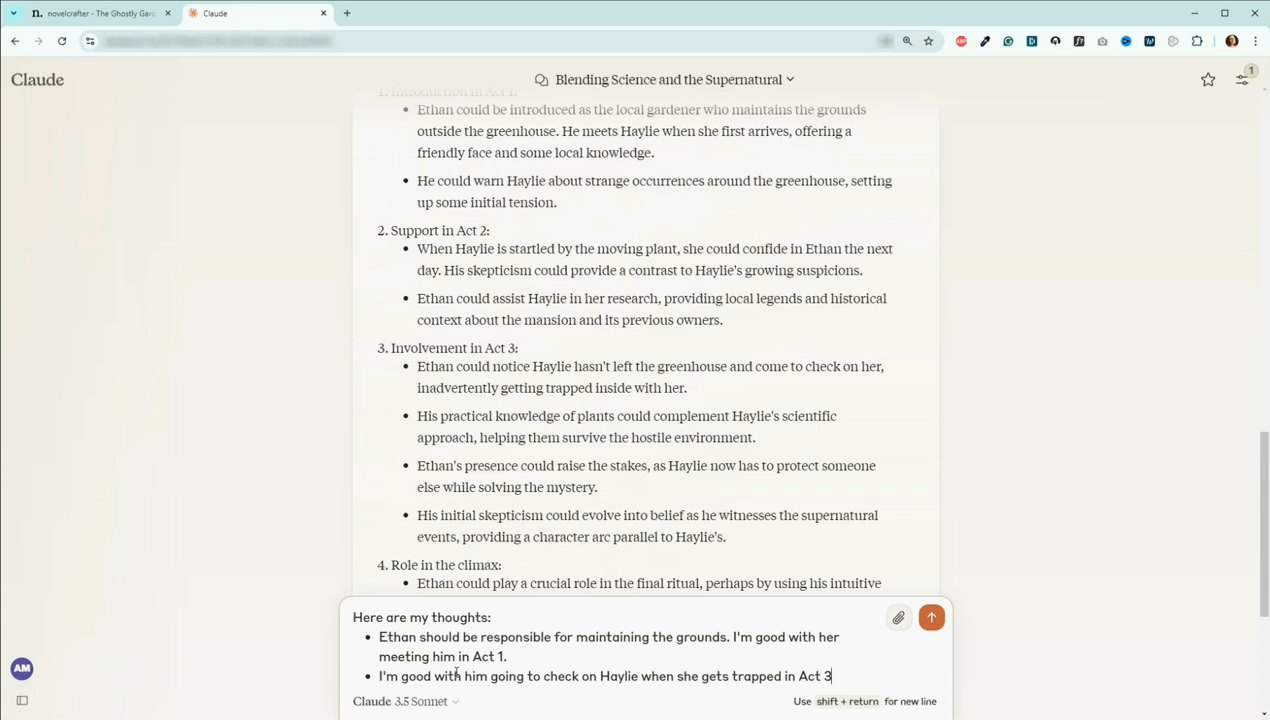 n. novelcrafter - The Ghostly Gard
Claude
Claude
Blending Science and the Supernatural
1
1. Introduction in Act 1:
Ethan could be introduced as the local gardener who maintains the grounds
outside the greenhouse. He meets Haylie when she first arrives, offering a
friendly face and some local knowledge.
He could warn Haylie about strange occurrences around the greenhouse, setting
up some initial tension.
2. Support in Act 2:
When Haylie is startled by the moving plant, she could confide in Ethan the next
day. His skepticism could provide a contrast to Haylie's growing suspicions.
Ethan could assist Haylie in her research, providing local legends and historical
context about the mansion and its previous owners.
3. Involvement in Act 3:
Ethan could notice Haylie hasn't left the greenhouse and come to check on her,
inadvertently getting trapped inside with her.
His practical knowledge of plants could complement Haylie's scientific
approach, helping them survive the hostile environment.
Ethan's presence could raise the stakes, as Haylie now has to protect someone
else while solving the mystery.
His initial skepticism could evolve into belief as he witnesses the supernatural
events, providing a character arc parallel to Haylie's.
4. Role in the climax:
Ethan could play a crucial role in the final ritual, perhaps by using his intuitive
Here are my thoughts:
Ethan should be responsible for maintaining the grounds. I'm good with her
meeting him in Act 1.
I'm good with him going to check on Haylie when she gets trapped in Act 3
AM
Claude 3.5 Sonnet
Use shift + return for new line